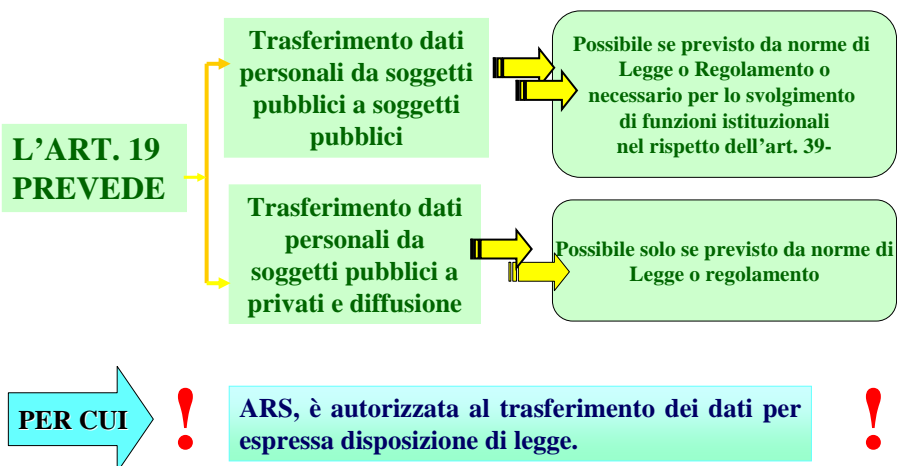 L'ART. 19
PREVEDE
Trasferimento dati
personali da soggetti
pubblici a soggetti
pubblici
Possibile se previsto da norme di
Legge o Regolamento o
necessario per lo svolgimento
di funzioni istituzionali
nel rispetto dell'art. 39-
Trasferimento dati
personali da
soggetti pubblici a
privati e diffusione
Possibile solo se previsto da norme di
Legge o regolamento
PER CUI
!
ARS, è autorizzata al trasferimento dei dati per
espressa disposizione di legge.
!